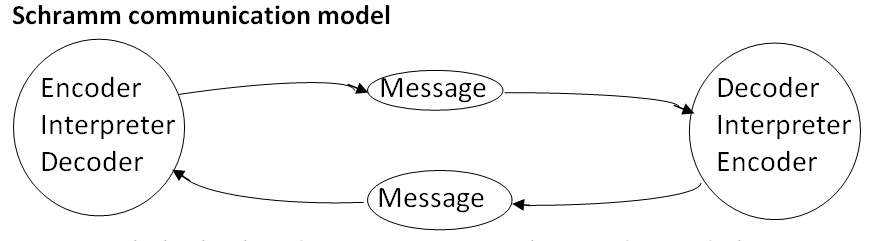 Schramm communication model
Encoder
Interpreter
Decoder
Message
Decoder
Interpreter
Encoder
Message